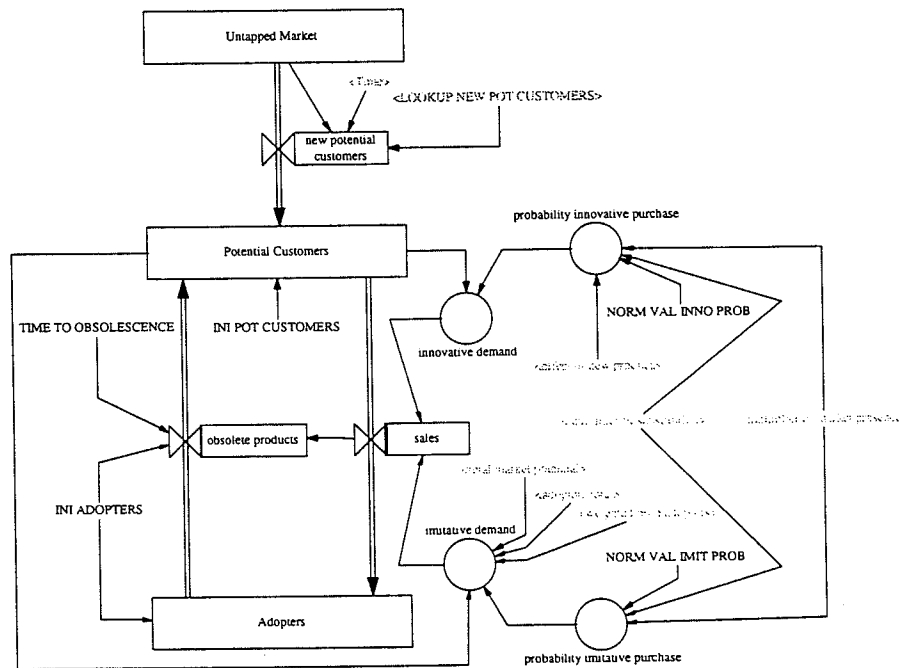 Untapped Market
<Time>
<LOOKUP NEW POT CUSTOMERS>
new potential
customers
probability innovative purchase
Potential Customers
TIME TO OBSOLESCENCE
INI POT CUSTOMERS
NORM VAL INNO PROB
innovative demand
obsolete products
sales
INI ADOPTERS
imitative demand
NORM VAL IMIT PROB
Adopters
probability imitative purchase